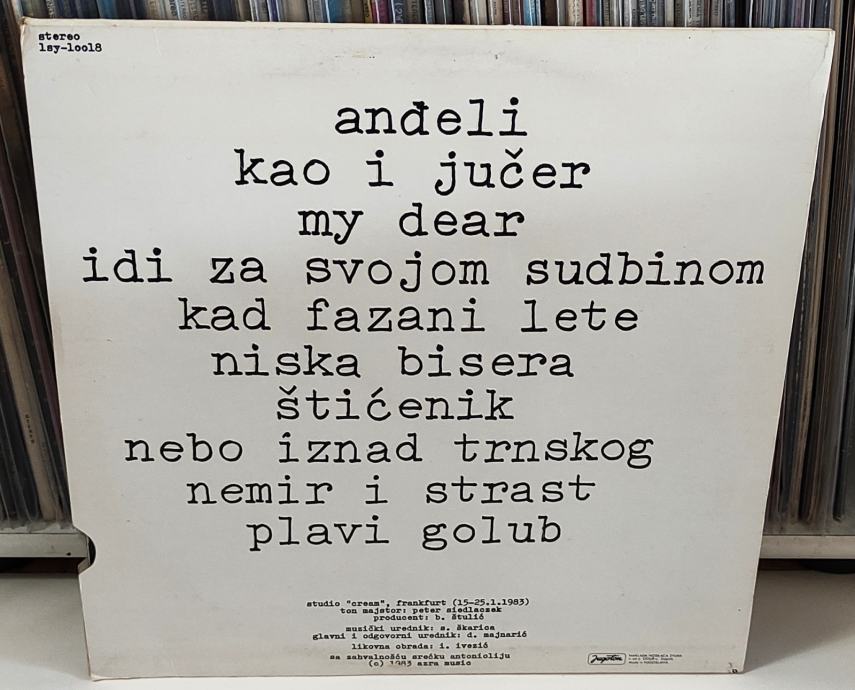 stereo
lsy-loo18
anđeli
kao i jučer
my dear
idi za svojom sudbinom
kad fazani lete
niska bisera
štićenik
nebo iznad trnskog
nemir i strast
plavi golub
studio "cream", frankfurt (15-25.1.1983)
ton majstor: peter siedlaczek
producent: b. štulić
muzički urednik: s. škarica
glavni i odgovorni urednik: d. majnarić
likovna obrada: i. ivezić
sa zahvalnošću srećku antonioliju
(c) 1983 azra music
jugoton